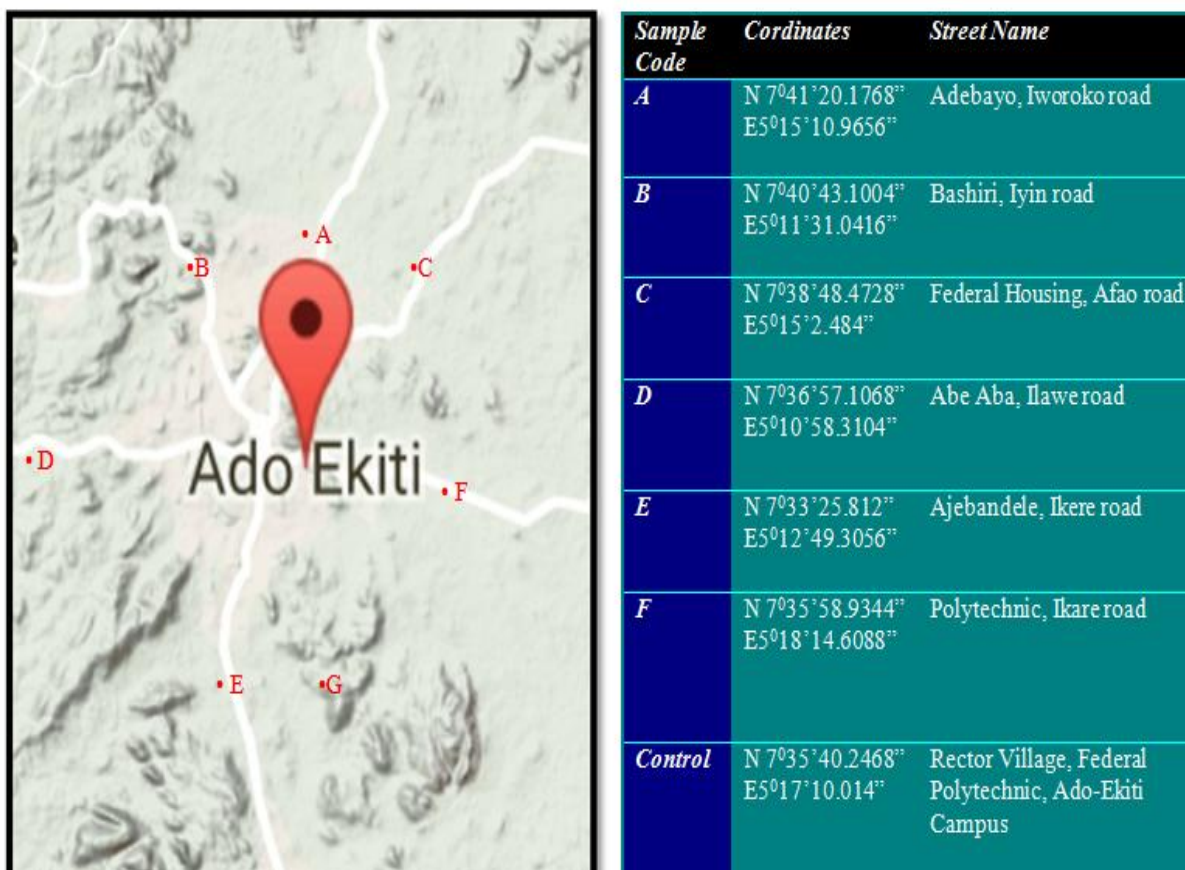 A
B
C
Ado Ekiti
D
F
E
G
Sample Code Cordinates Street Name
A N 7⁰41’20.1768” Adebayo, Iworoko road
E5⁰15’10.9656”
B N 7⁰40’43.1004” Bashiri, Iyin road
E5⁰11’31.0416”
C N 7⁰38’48.4728” Federal Housing, Afao road
E5⁰15’2.484”
D N 7⁰36’57.1068” Abe Aba, Ilawe road
E5⁰10’58.3104”
E N 7⁰33’25.812” Ajebandele, Ikere road
E5⁰12’49.3056”
F N 7⁰35’58.9344” Polytechnic, Ikare road
E5⁰18’14.6088”
Control N 7⁰35’40.2468” Rector Village, Federal
E5⁰17’10.014” Polytechnic, Ado-Ekiti
Campus